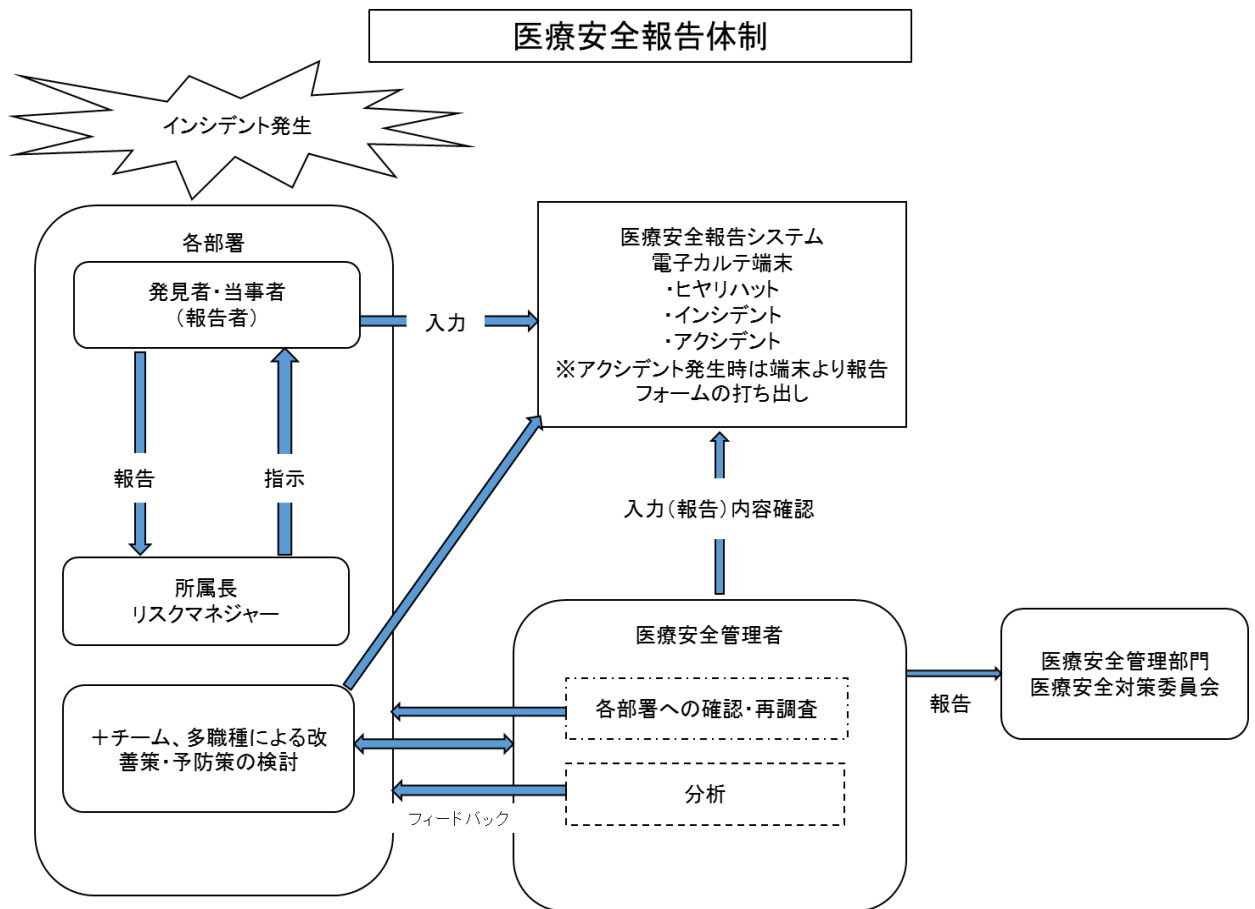 医療安全報告体制
インシデント発生
各部署
発見者・当事者
(報告者)
入力
医療安全報告システム
電子カルテ端末
・ヒヤリハット
・インシデント
・アクシデント
※アクシデント発生時は端末より報告
フォームの打ち出し
報告
指示
入力(報告)内容確認
所属長
リスクマネジャー
医療安全管理者
医療安全管理部門
医療安全対策委員会
報告
各部署への確認・再調査
+チーム、多職種による改
善策・予防策の検討
分析
フィードバック